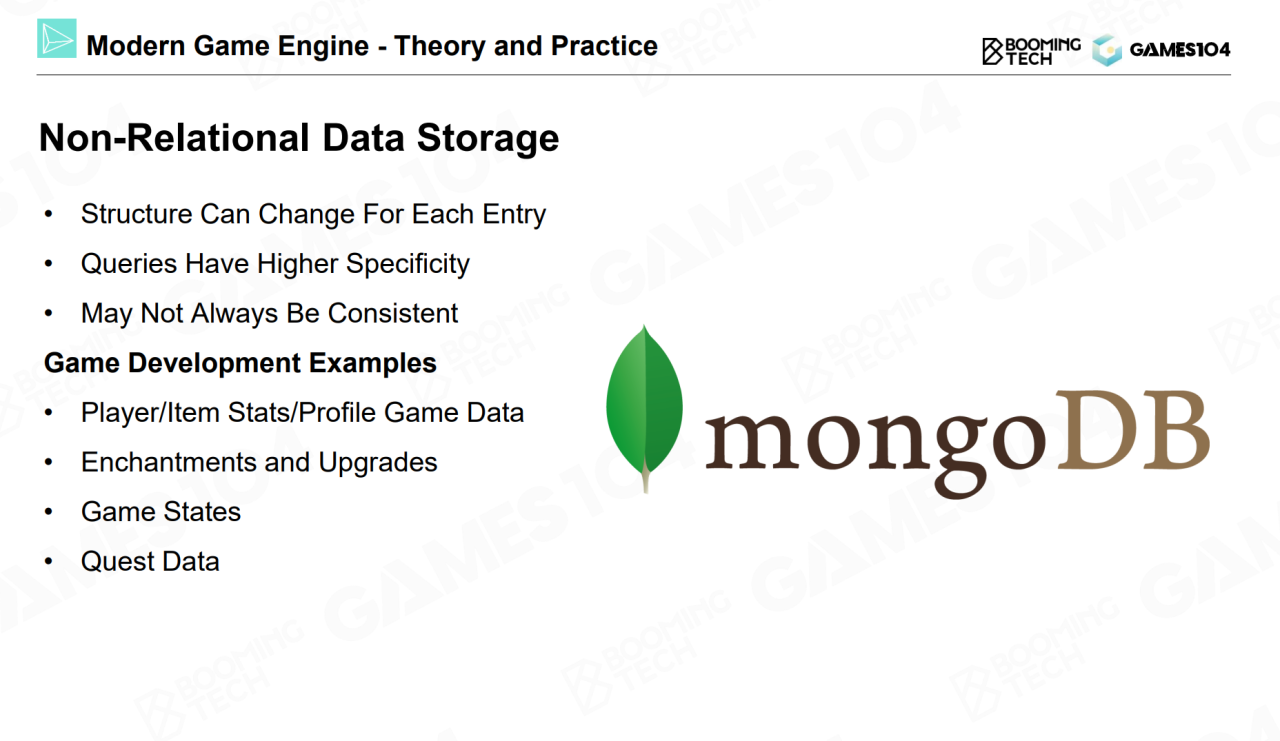 Modern Game Engine - Theory and Practice
BOOMING
TECH
GAMES104
Non-Relational Data Storage
• Structure Can Change For Each Entry
• Queries Have Higher Specificity
• May Not Always Be Consistent
Game Development Examples
• Player/Item Stats/Profile Game Data
• Enchantments and Upgrades
• Game States
• Quest Data
mongoDB